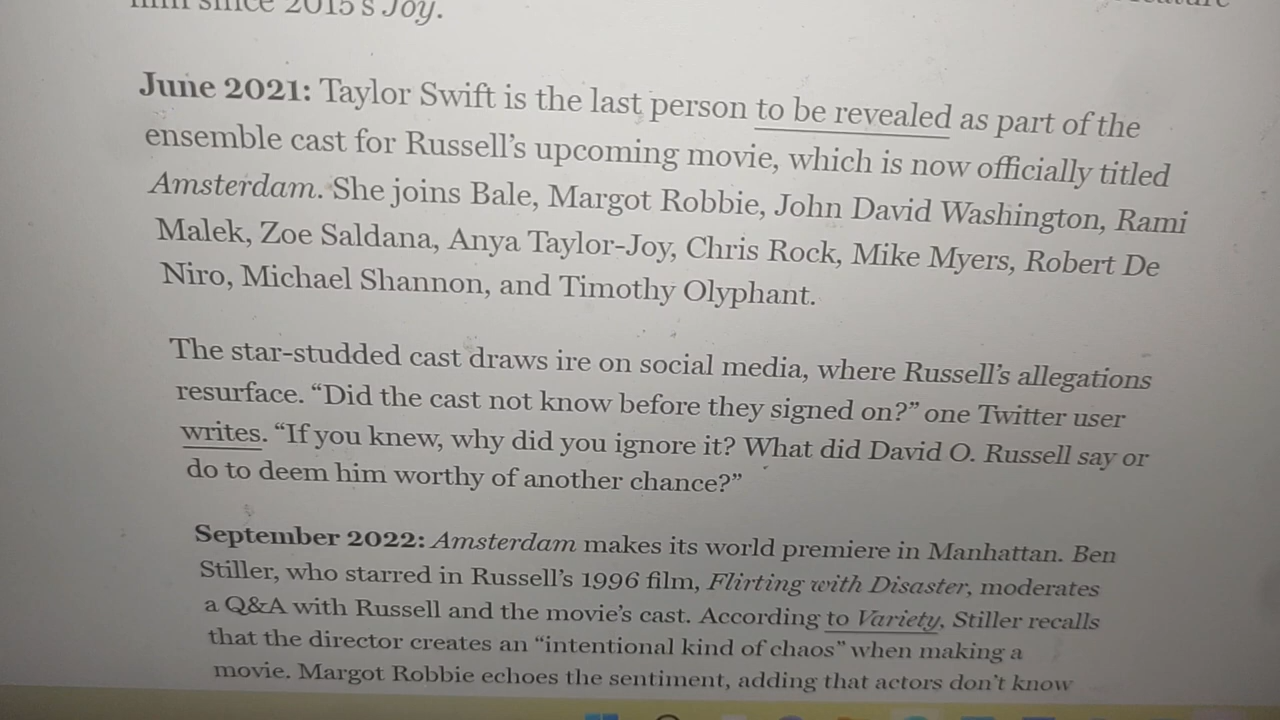 since 2015's Joy.
June 2021: Taylor Swift is the last person to be revealed as part of the
ensemble cast for Russell's upcoming movie, which is now officially titled
Amsterdam. She joins Bale, Margot Robbie, John David Washington, Rami
Malek, Zoe Saldana, Anya Taylor-Joy, Chris Rock, Mike Myers, Robert De
Niro, Michael Shannon, and Timothy Olyphant.
The star-studded cast draws ire on social media, where Russell's allegations
resurface. “Did the cast not know before they signed on?” one Twitter user
writes. “If you knew, why did you ignore it? What did David O. Russell say or
do to deem him worthy of another chance?”
September 2022: Amsterdam makes its world premiere in Manhattan. Ben
Stiller, who starred in Russell's 1996 film, Flirting with Disaster, moderates
a Q&A with Russell and the movie's cast. According to Variety, Stiller recalls
that the director creates an “intentional kind of chaos” when making a
movie. Margot Robbie echoes the sentiment, adding that actors don't know